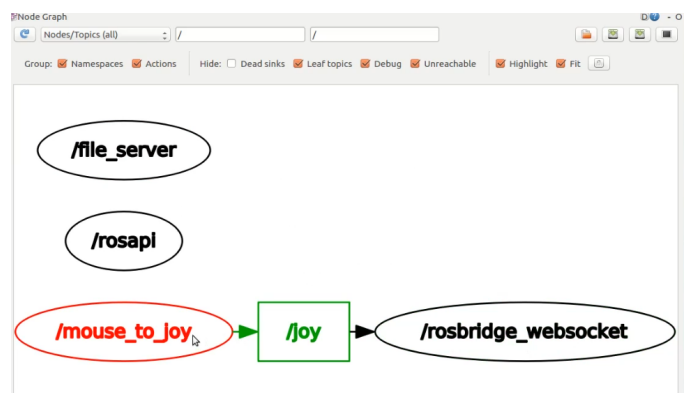 Node Graph
D - O
Nodes/Topics (all) / /
Group: Namespaces Actions Hide: Dead sinks Leaf topics Debug Unreachable Highlight Fit
/file_server
/rosapi
/mouse_to_joy /joy /rosbridge_websocket